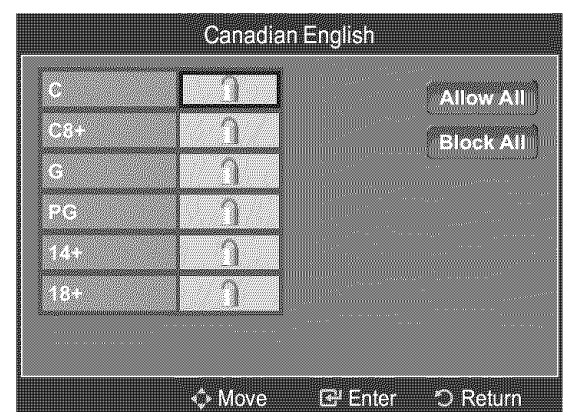 Canadian English
C
C8+
G
PG
14+
18+
Allow All
Block All
Move Enter Return